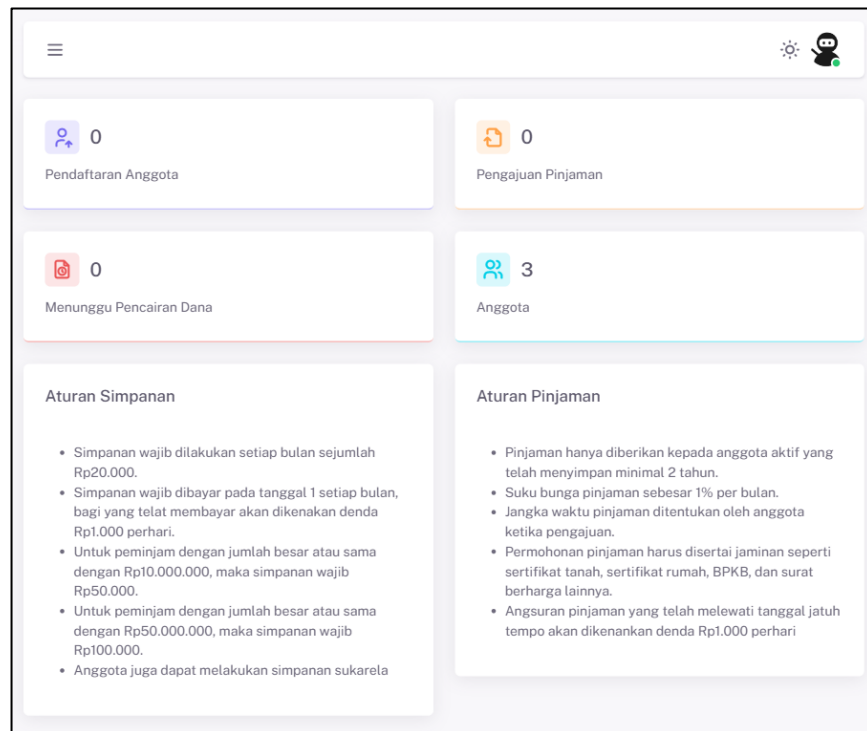 0
Pendaftaran Anggota
0
Pengajuan Pinjaman
0
Menunggu Pencairan Dana
3
Anggota
Aturan Simpanan
Simpanan wajib dilakukan setiap bulan sejumlah
Rp20.000.
Simpanan wajib dibayar pada tanggal 1 setiap bulan,
bagi yang telat membayar akan dikenakan denda
Rp1.000 perhari.
Untuk peminjam dengan jumlah besar atau sama
dengan Rp10.000.000, maka simpanan wajib
Rp50.000.
Untuk peminjam dengan jumlah besar atau sama
dengan Rp50.000.000, maka simpanan wajib
Rp100.000.
Anggota juga dapat melakukan simpanan sukarela
Aturan Pinjaman
Pinjaman hanya diberikan kepada anggota aktif yang
telah menyimpan minimal 2 tahun.
Suku bunga pinjaman sebesar 1% per bulan.
Jangka waktu pinjaman ditentukan oleh anggota
ketika pengajuan.
Permohonan pinjaman harus disertai jaminan seperti
sertifikat tanah, sertifikat rumah, BPKB, dan surat
berharga lainnya.
Angsuran pinjaman yang telah melewati tanggal jatuh
tempo akan dikenankan denda Rp1.000 perhari